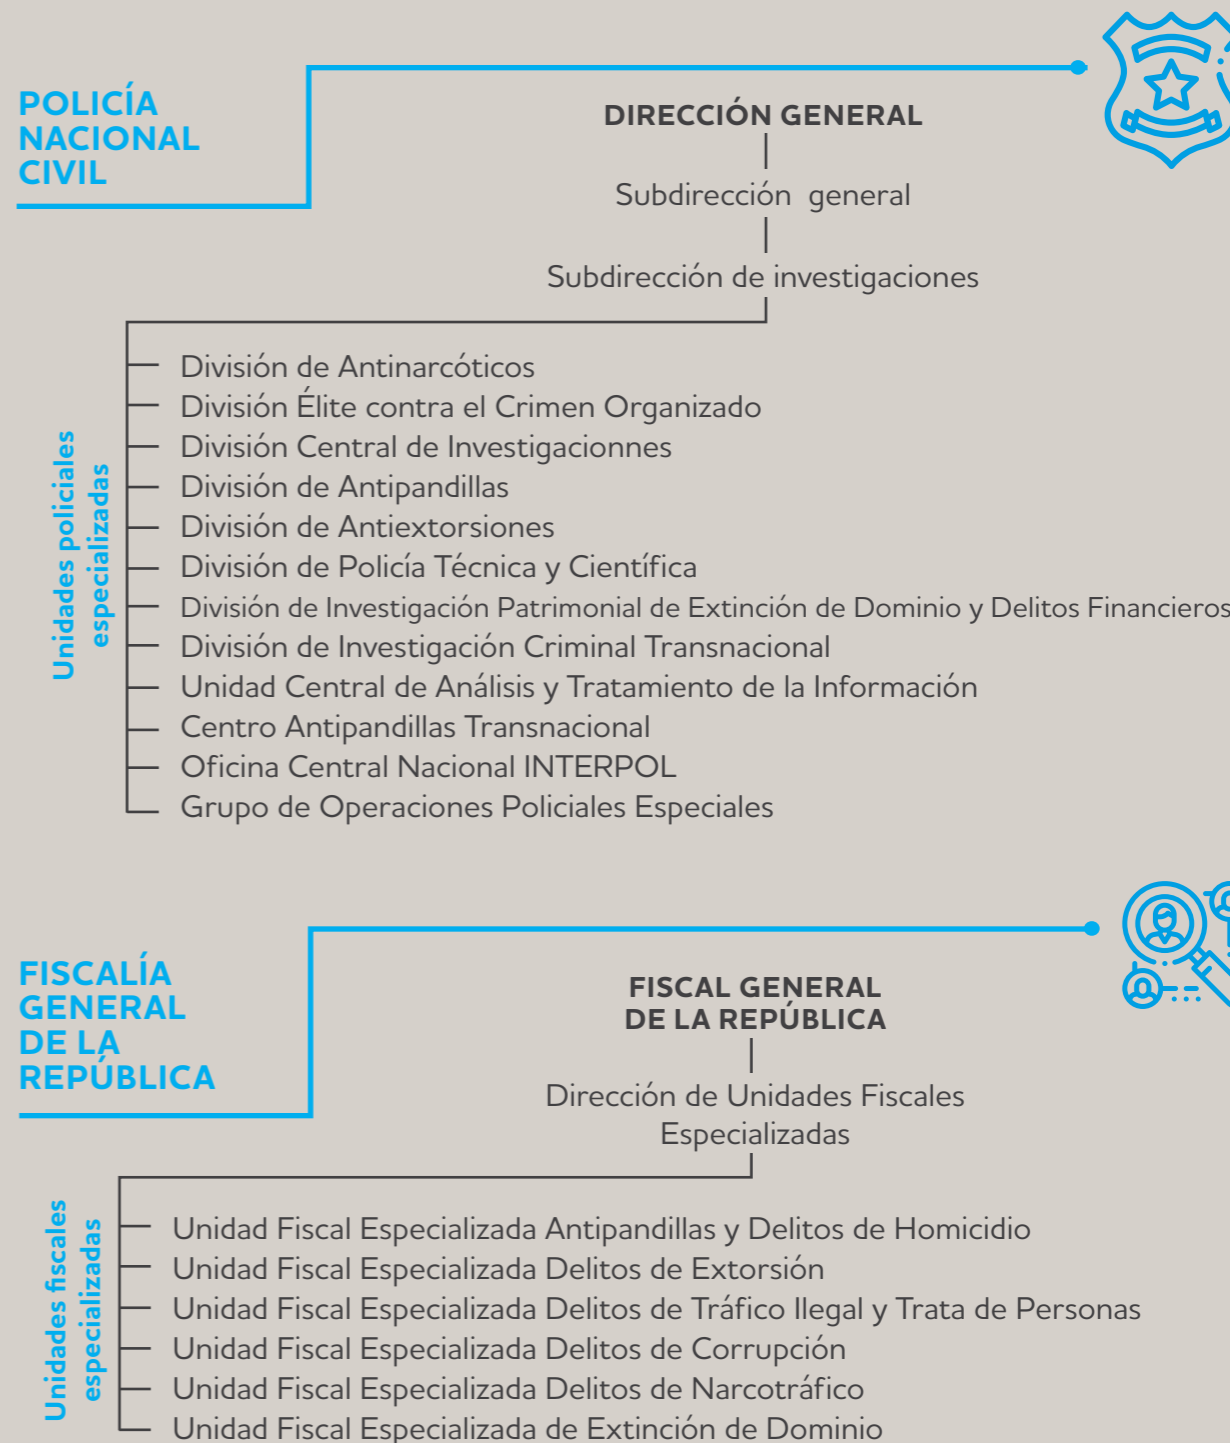 POLICÍA
NACIONAL
CIVIL
DIRECCIÓN GENERAL
Subdirección general
Subdirección de investigaciones
Unidades policiales
especializadas
División de Antinarcóticos
División Élite contra el Crimen Organizado
División Central de Investigacionnes
División de Antipandillas
División de Antiextorsiones
División de Policía Técnica y Científica
División de Investigación Patrimonial de Extinción de Dominio y Delitos Financieros
División de Investigación Criminal Transnacional
Unidad Central de Análisis y Tratamiento de la Información
Centro Antipandillas Transnacional
Oficina Central Nacional INTERPOL
Grupo de Operaciones Policiales Especiales
FISCALÍA
GENERAL
DE LA
REPÚBLICA
FISCAL GENERAL
DE LA REPÚBLICA
Dirección de Unidades Fiscales
Especializadas
Unidades fiscales
especializadas
Unidad Fiscal Especializada Antipandillas y Delitos de Homicidio
Unidad Fiscal Especializada Delitos de Extorsión
Unidad Fiscal Especializada Delitos de Tráfico Ilegal y Trata de Personas
Unidad Fiscal Especializada Delitos de Corrupción
Unidad Fiscal Especializada Delitos de Narcotráfico
Unidad Fiscal Especializada de Extinción de Dominio